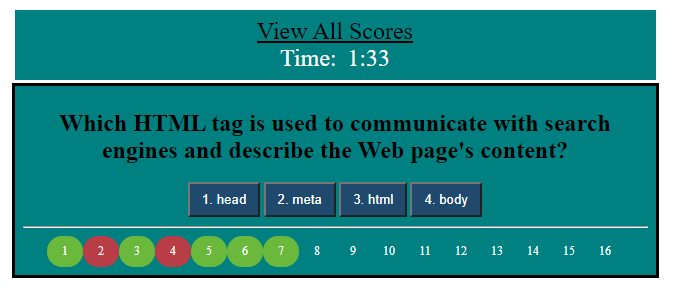 View All Scores
Time: 1:33
Which HTML tag is used to communicate with search
engines and describe the Web page's content?
1. head 2. meta 3. html 4. body
1 2 3 4 5 6 7 8 9 10 11 12 13 14 15 16